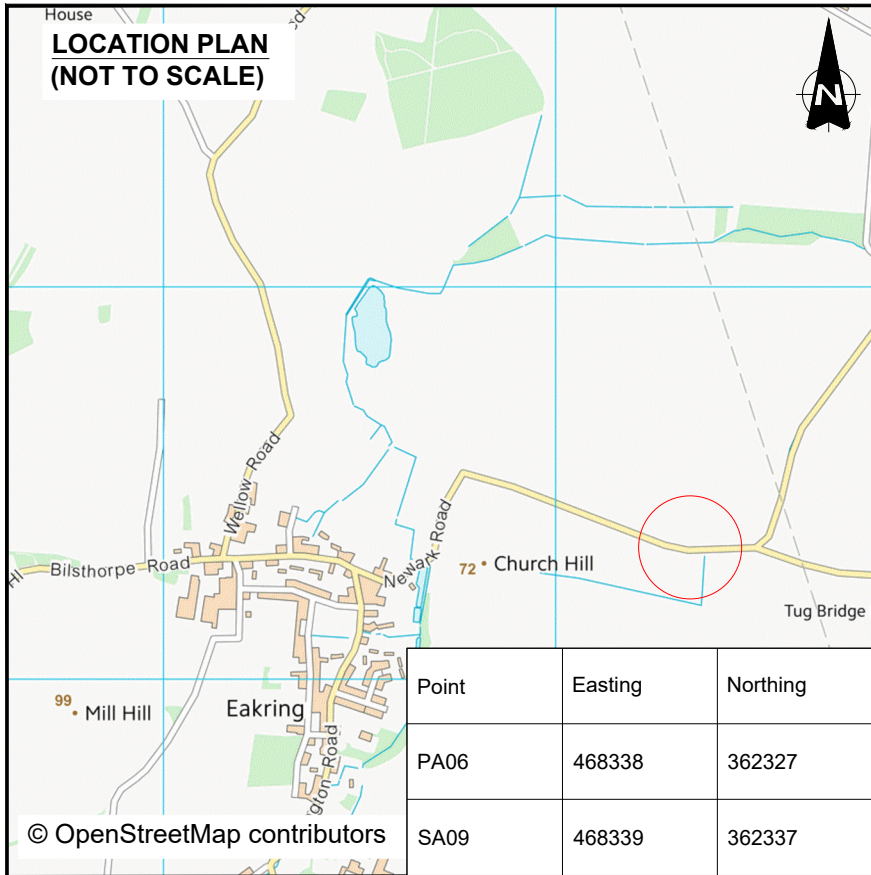 House
LOCATION PLAN
(NOT TO SCALE)
N
Wellow Road
Bilsthorpe Road
Newark Road
72
Church Hill
Tug Bridge
99
Mill Hill
Eakring
Point Easting Northing
PA06 468338 362327
SA09 468339 362337
© OpenStreetMap contributors